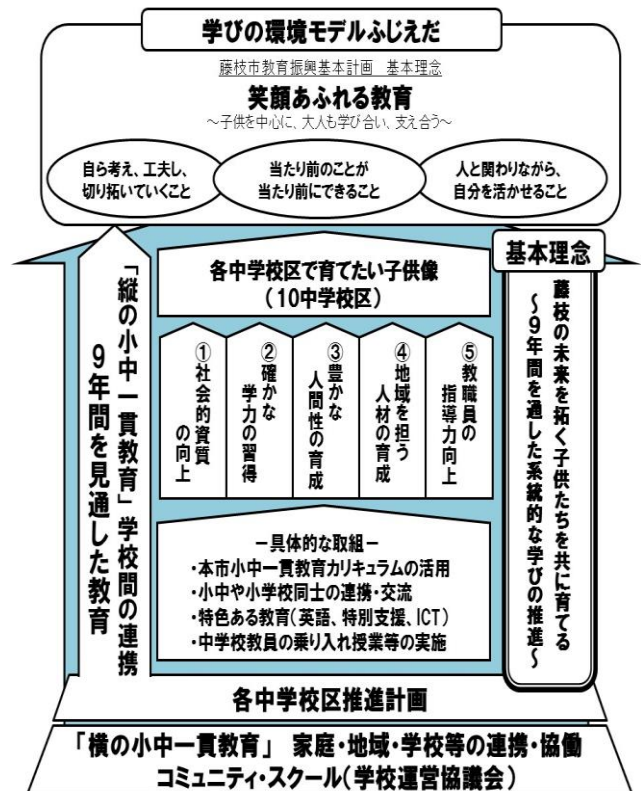 学びの環境モデルふじえだ
藤枝市教育振興基本計画　基本理念
笑顔あふれる教育
～子供を中心に、大人も学び合い、支え合う～
自ら考え、工夫し、
切り拓いていくこと
当たり前のことが
当たり前にできること
人と関わりながら、
自分を活かせること
「縦の小中一貫教育」学校間の連携
9年間を見通した教育
各中学校区で育てたい子供像
（10中学校区）
①社会的資質
の向上
②確かな
学力の習得
③豊かな
人間性の育成
④地域を担う
人材の育成
⑤教職員の
指導力向上
－具体的な取組－
・本市小中一貫教育カリキュラムの活用
・小中や小学校同士の連携・交流
・特色ある教育（英語、特別支援、ICT）
・中学校教員の乗り入れ授業等の実施
基本理念
藤枝の未来を拓く子供たちを共に育てる
～9年間を通した系統的な学びの推進～
各中学校区推進計画
「横の小中一貫教育」　家庭・地域・学校等の連携・協働
コミュニティ・スクール（学校運営協議会）